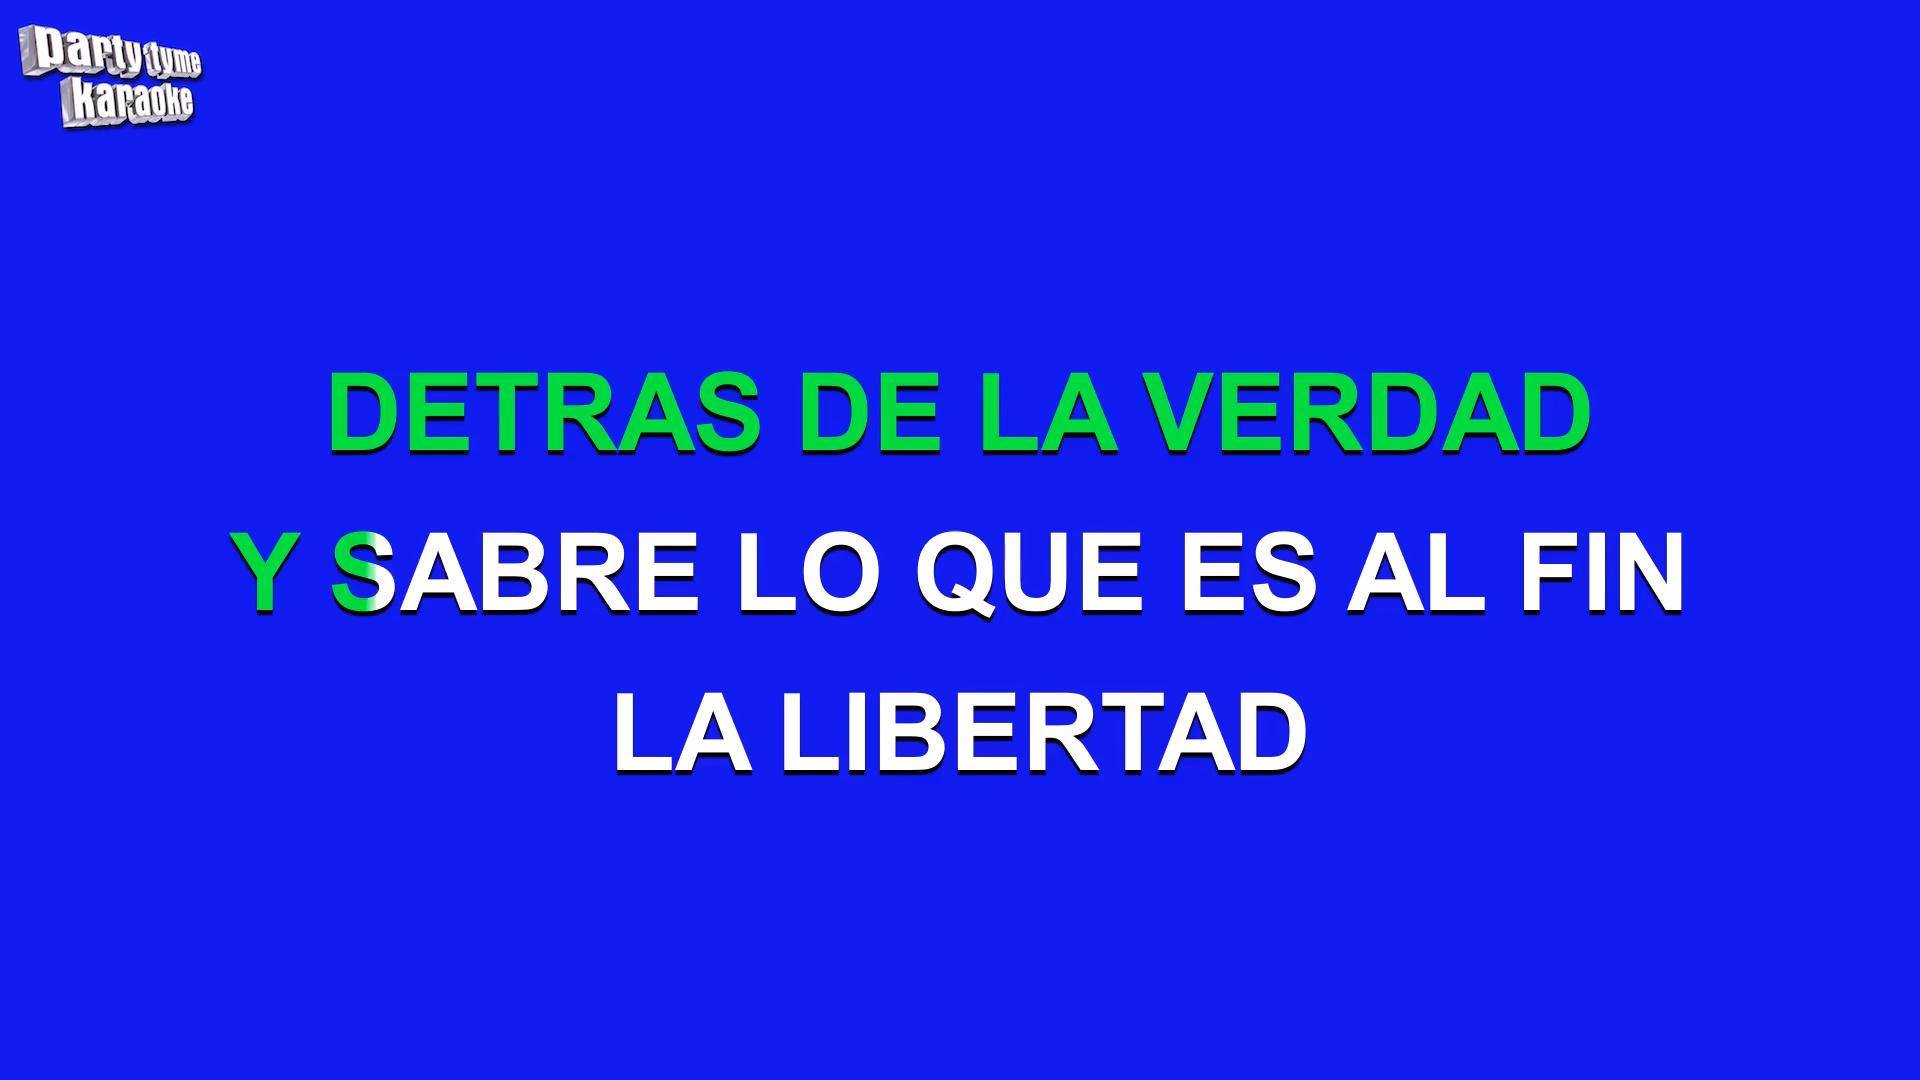 party tyme
karaoke
DETRAS DE LA VERDAD
Y SABRE LO QUE ES AL FIN
LA LIBERTAD